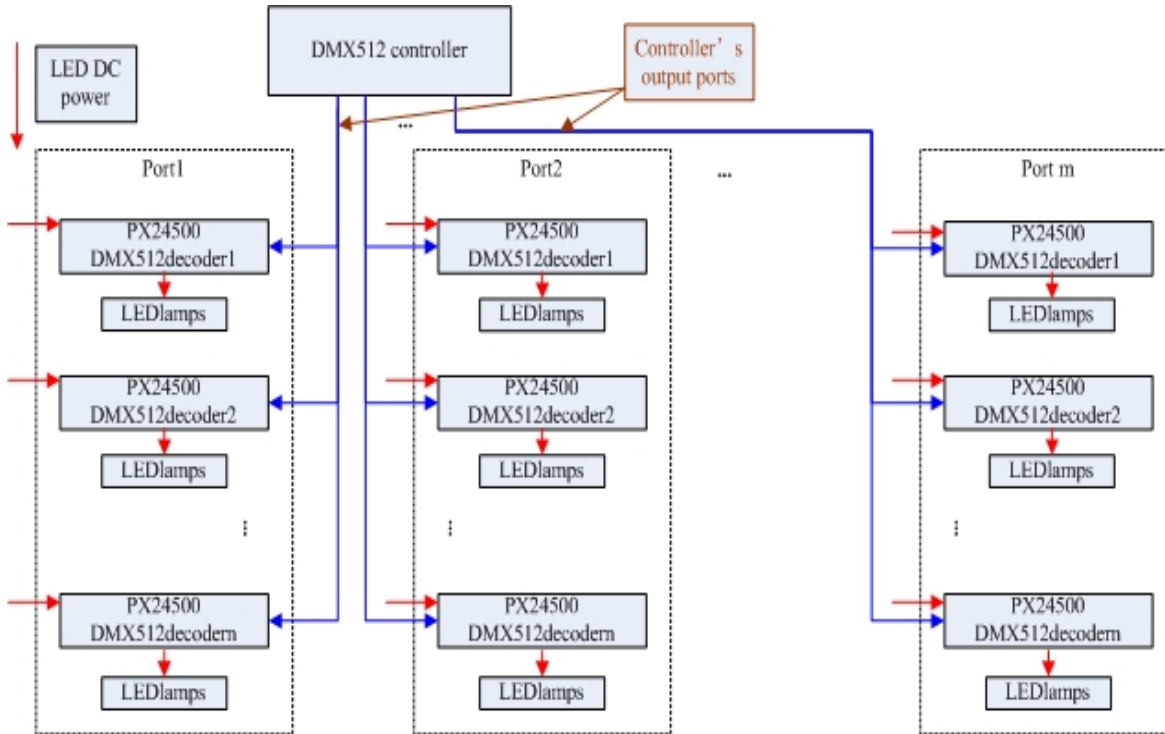 DMX512 controller
Controller’ s
output ports
LED DC
power
...
Port1
Port2
...
Port m
PX24500
DMX512decoder1
LEDlamps
PX24500
DMX512decoder2
LEDlamps
...
PX24500
DMX512decodern
LEDlamps
PX24500
DMX512decoder1
LEDlamps
PX24500
DMX512decoder2
LEDlamps
...
PX24500
DMX512decodern
LEDlamps
PX24500
DMX512decoder1
LEDlamps
PX24500
DMX512decoder2
LEDlamps
...
PX24500
DMX512decodern
LEDlamps